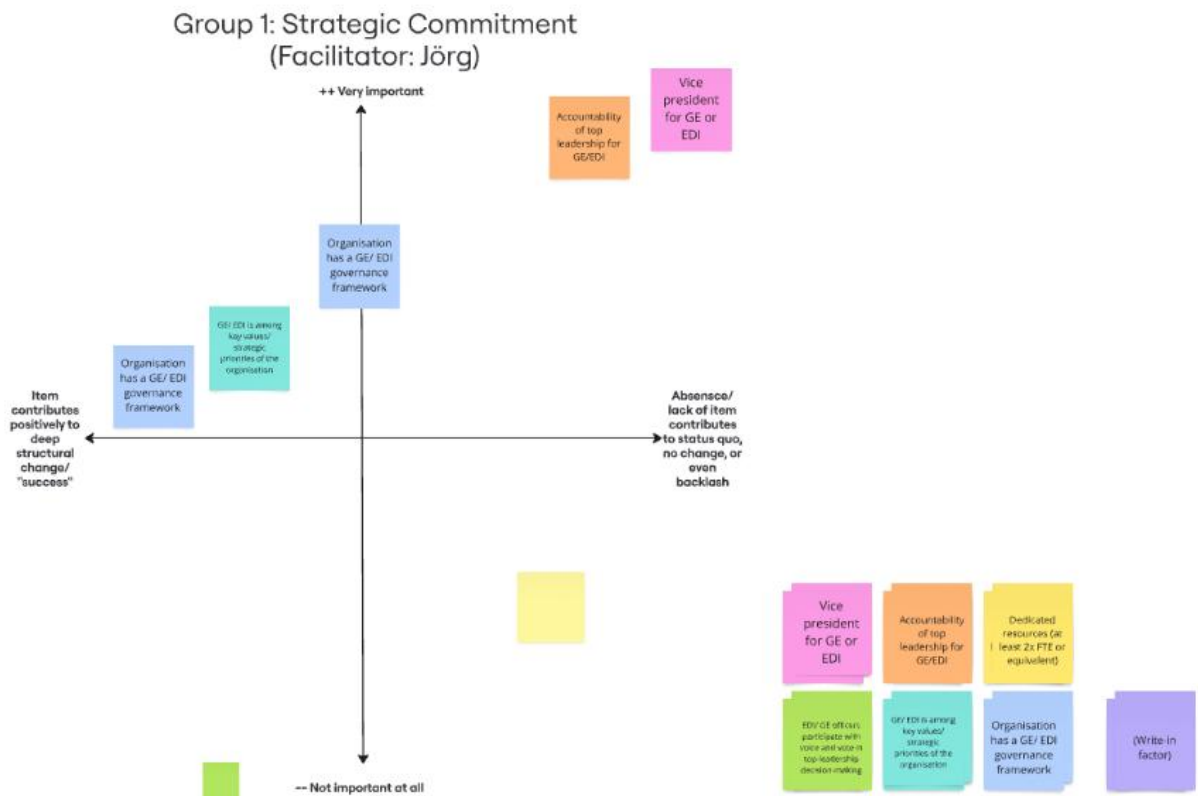 Group 1: Strategic Commitment
(Facilitator: Jörg)
++ Very important
Accountability
of top
leadership for
GE/EDI
Vice
president
for GE or
EDI
Organisation
has a GE/ EDI
governance
framework
GE/ EDI is among
key values/
strategic
priorities of the
organisation
Organisation
has a GE/ EDI
governance
framework
Item
contributes
positively to
deep
structural
change/
"success"
Absensce/
lack of item
contributes
to status quo,
no change, or
even
backlash
-- Not important at all
Vice
president
for GE or
EDI
Accountability
of top
leadership for
GE/EDI
Dedicated
resources (at
least 2x FTE or
equivalent)
EDI/ GE officers
participate with
voice and vote in
top-leadership
decision-making
GE/ EDI is among
key values/
strategic
priorities of the
organisation
Organisation
has a GE/ EDI
governance
framework
(Write-in
factor)